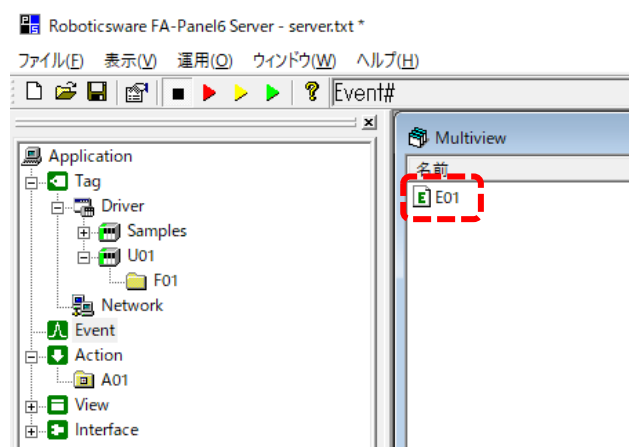 Roboticsware FA-Panel6 Server - server.txt *
ファイル(F) 表示(V) 運用(O) ウィンドウ(W) ヘルプ(H)
Event#
Multiview
名前
E01
Application
Tag
Driver
Samples
U01
F01
Network
Event
Action
A01
View
Interface